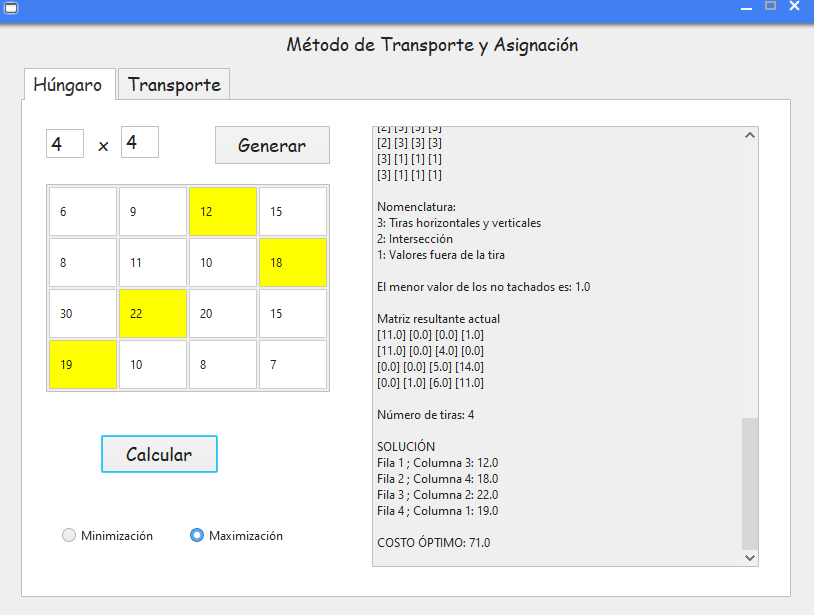 Método de Transporte y Asignación
Húngaro Transporte
4 x 4 Generar
6 9 12 15
8 11 10 18
30 22 20 15
19 10 8 7
Calcular
Minimización Maximización
[2] [3] [3] [3]
[2] [3] [3] [3]
[3] [1] [1] [1]
[3] [1] [1] [1]
Nomenclatura:
3: Tiras horizontales y verticales
2: Intersección
1: Valores fuera de la tira
El menor valor de los no tachados es: 1.0
Matriz resultante actual
[11.0] [0.0] [0.0] [1.0]
[11.0] [0.0] [4.0] [0.0]
[0.0] [0.0] [5.0] [14.0]
[0.0] [1.0] [6.0] [11.0]
Número de tiras: 4
SOLUCIÓN
Fila 1 ; Columna 3: 12.0
Fila 2 ; Columna 4: 18.0
Fila 3 ; Columna 2: 22.0
Fila 4 ; Columna 1: 19.0
COSTO ÓPTIMO: 71.0